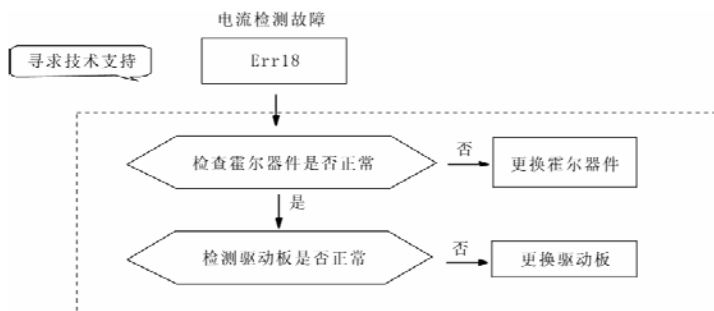 电流检测故障
寻求技术支持
Err18
检查霍尔器件是否正常
否
更换霍尔器件
是
检测驱动板是否正常
否
更换驱动板